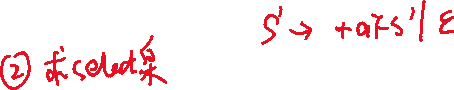 S' → +aFS' | ε
② 求select集